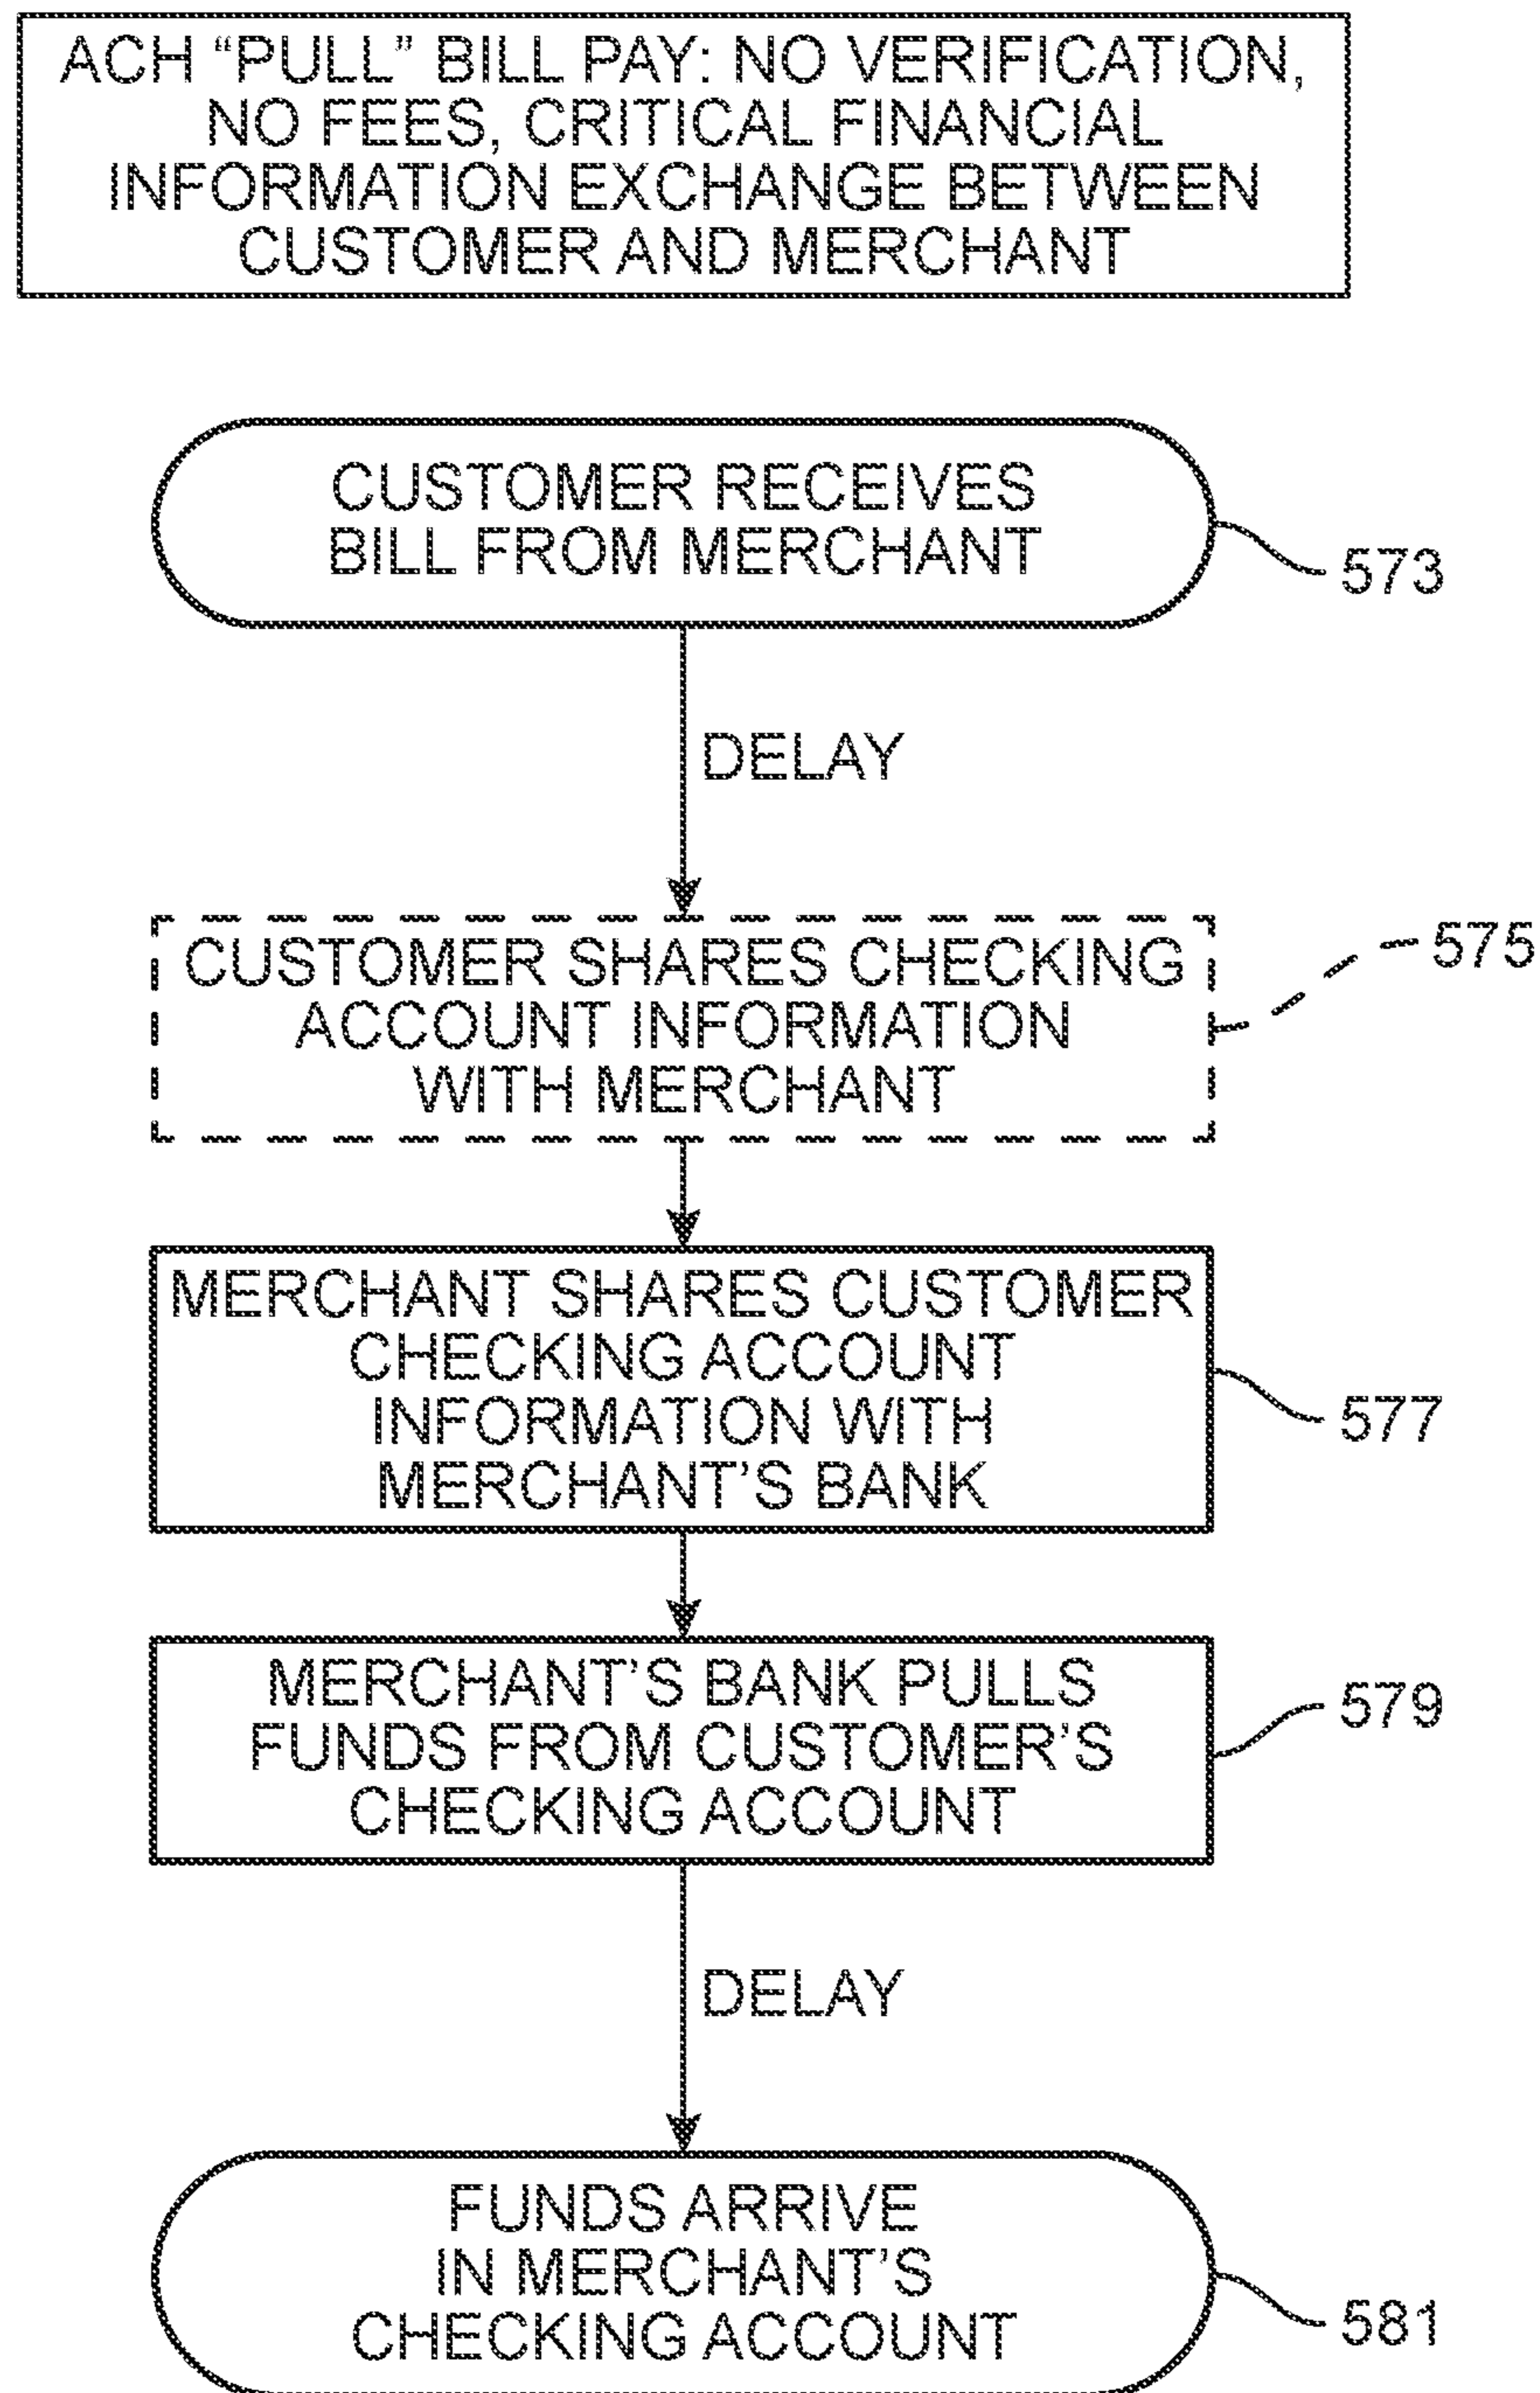 ACH “PULL” BILL PAY: NO VERIFICATION,
NO FEES, CRITICAL FINANCIAL
INFORMATION EXCHANGE BETWEEN
CUSTOMER AND MERCHANT
CUSTOMER RECEIVES
BILL FROM MERCHANT
573
DELAY
CUSTOMER SHARES CHECKING
ACCOUNT INFORMATION
WITH MERCHANT
575
MERCHANT SHARES CUSTOMER
CHECKING ACCOUNT
INFORMATION WITH
MERCHANT’S BANK
577
MERCHANT’S BANK PULLS
FUNDS FROM CUSTOMER’S
CHECKING ACCOUNT
579
DELAY
FUNDS ARRIVE
IN MERCHANT’S
CHECKING ACCOUNT
581